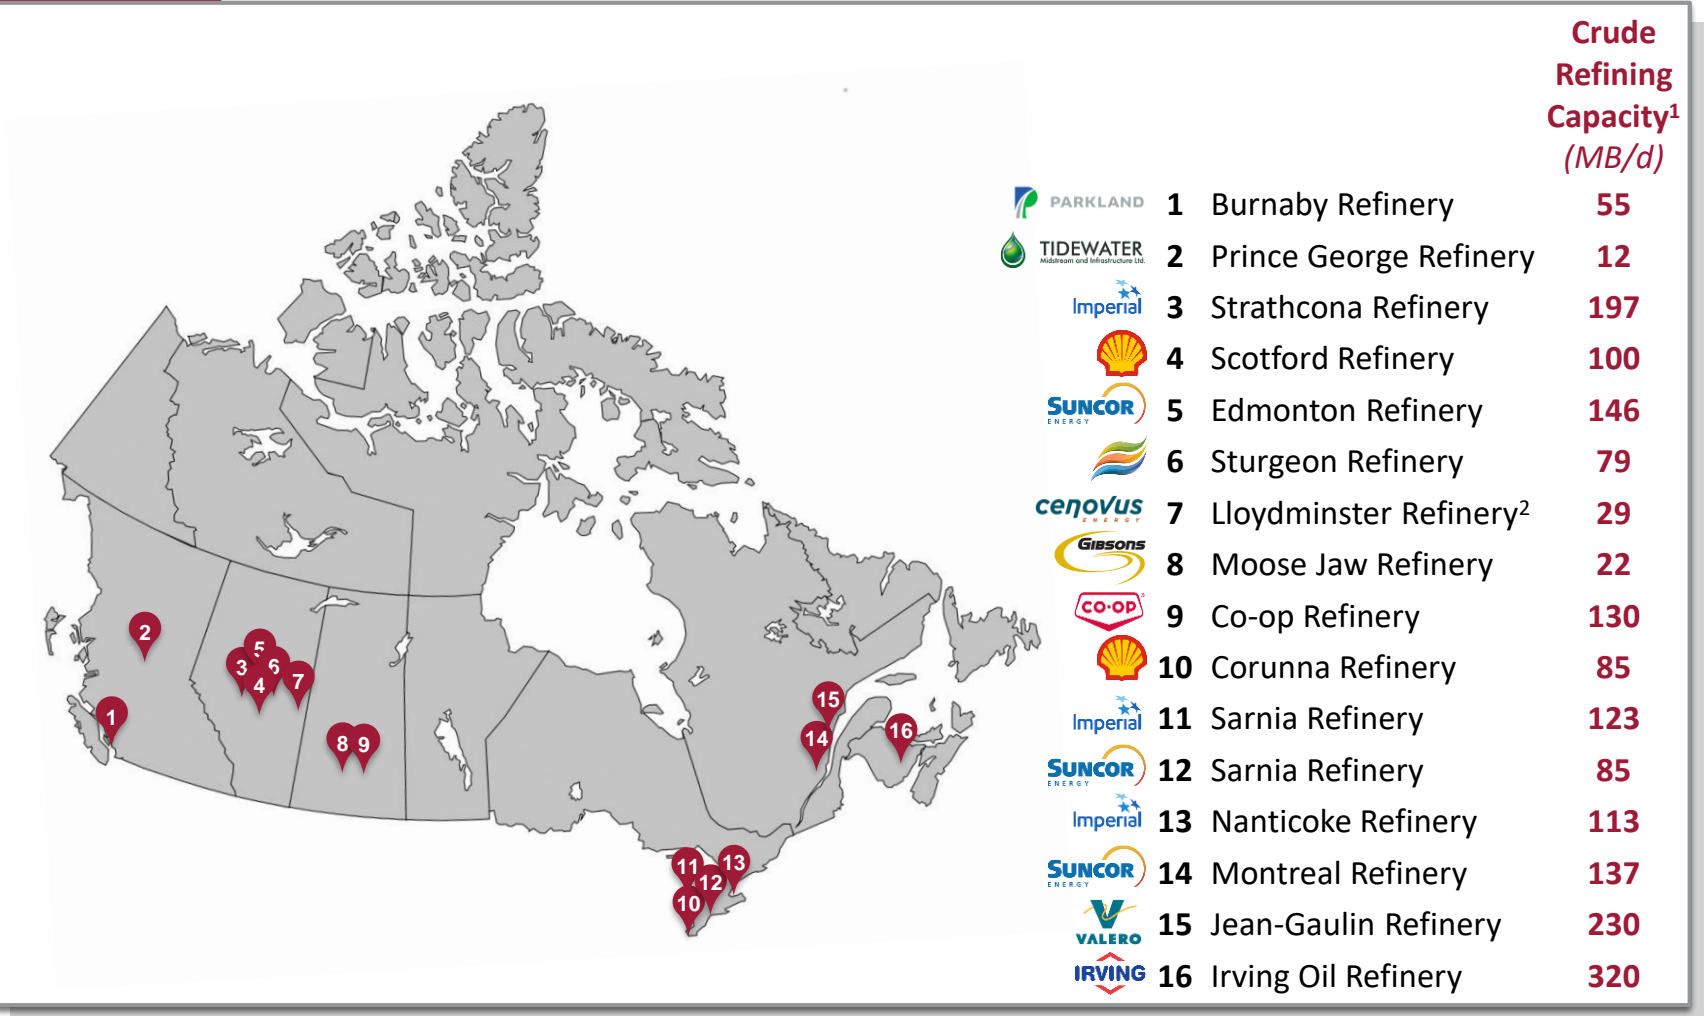 Crude
Refining
Capacity1
(MB/d)
PARKLAND 1 Burnaby Refinery 55
TIDEWATER Midstream and Infrastructure Ltd. 2 Prince George Refinery 12
Imperial 3 Strathcona Refinery 197
4 Scotford Refinery 100
SUNCOR ENERGY 5 Edmonton Refinery 146
6 Sturgeon Refinery 79
cenovus ENERGY 7 Lloydminster Refinery2 29
GIBSONS 8 Moose Jaw Refinery 22
CO·OP 9 Co-op Refinery 130
10 Corunna Refinery 85
Imperial 11 Sarnia Refinery 123
SUNCOR ENERGY 12 Sarnia Refinery 85
Imperial 13 Nanticoke Refinery 113
SUNCOR ENERGY 14 Montreal Refinery 137
VALERO 15 Jean-Gaulin Refinery 230
IRVING 16 Irving Oil Refinery 320
2
5
3
6
4
7
1
8
9
15
14
16
11
13
12
10